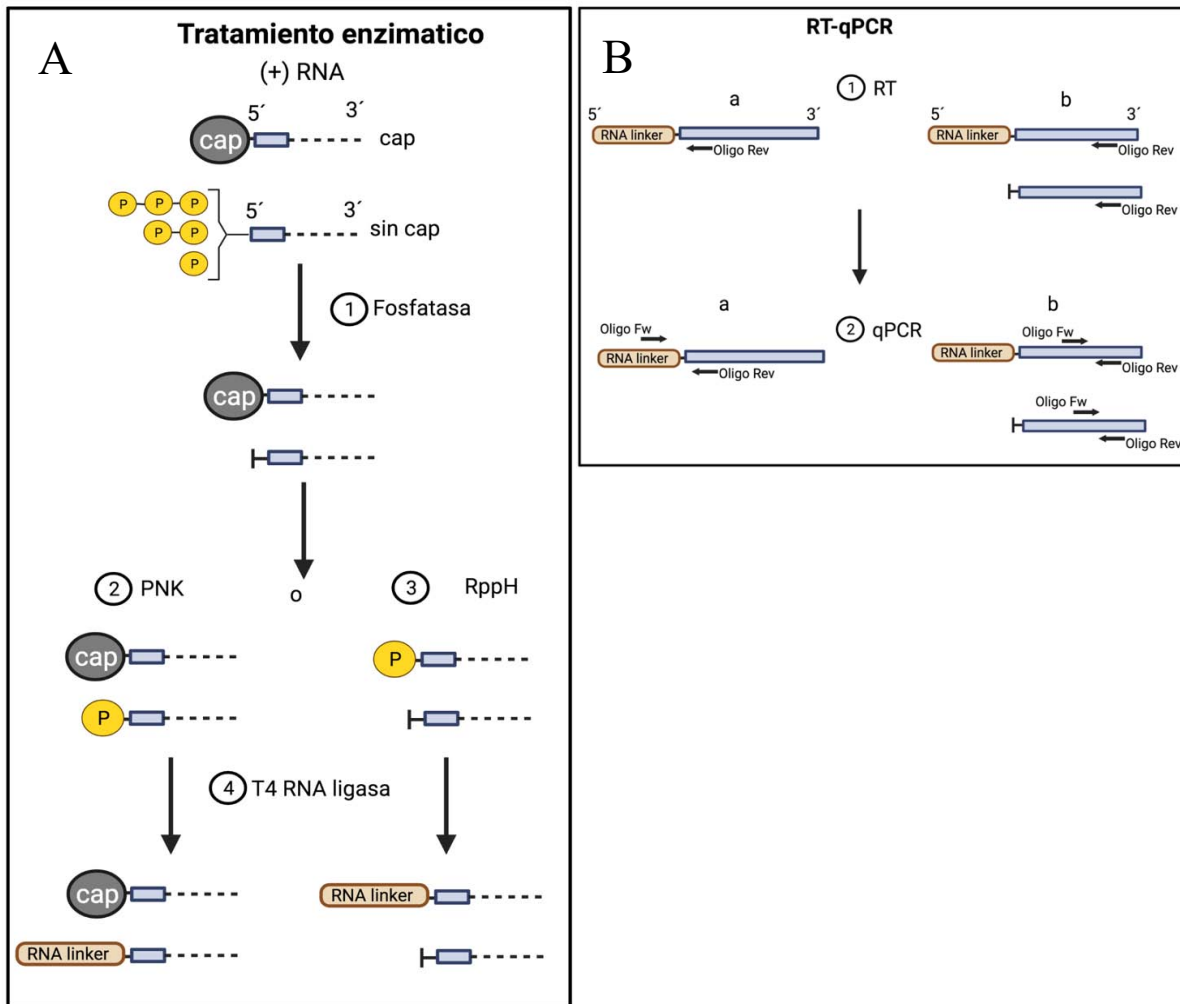 A
Tratamiento enzimatico
(+) RNA
5´ 3´
cap cap
P P P
P P
P
5´ 3´
sin cap
1 Fosfatasa
cap
2 PNK o 3 RppH
cap P
P
4 T4 RNA ligasa
cap RNA linker
RNA linker
B
RT-qPCR
1 RT
a b
5´ 3´ 5´ 3´
RNA linker RNA linker
Oligo Rev Oligo Rev
Oligo Rev
a 2 qPCR b
Oligo Fw Oligo Fw
RNA linker RNA linker
Oligo Rev Oligo Rev
Oligo Fw
Oligo Rev